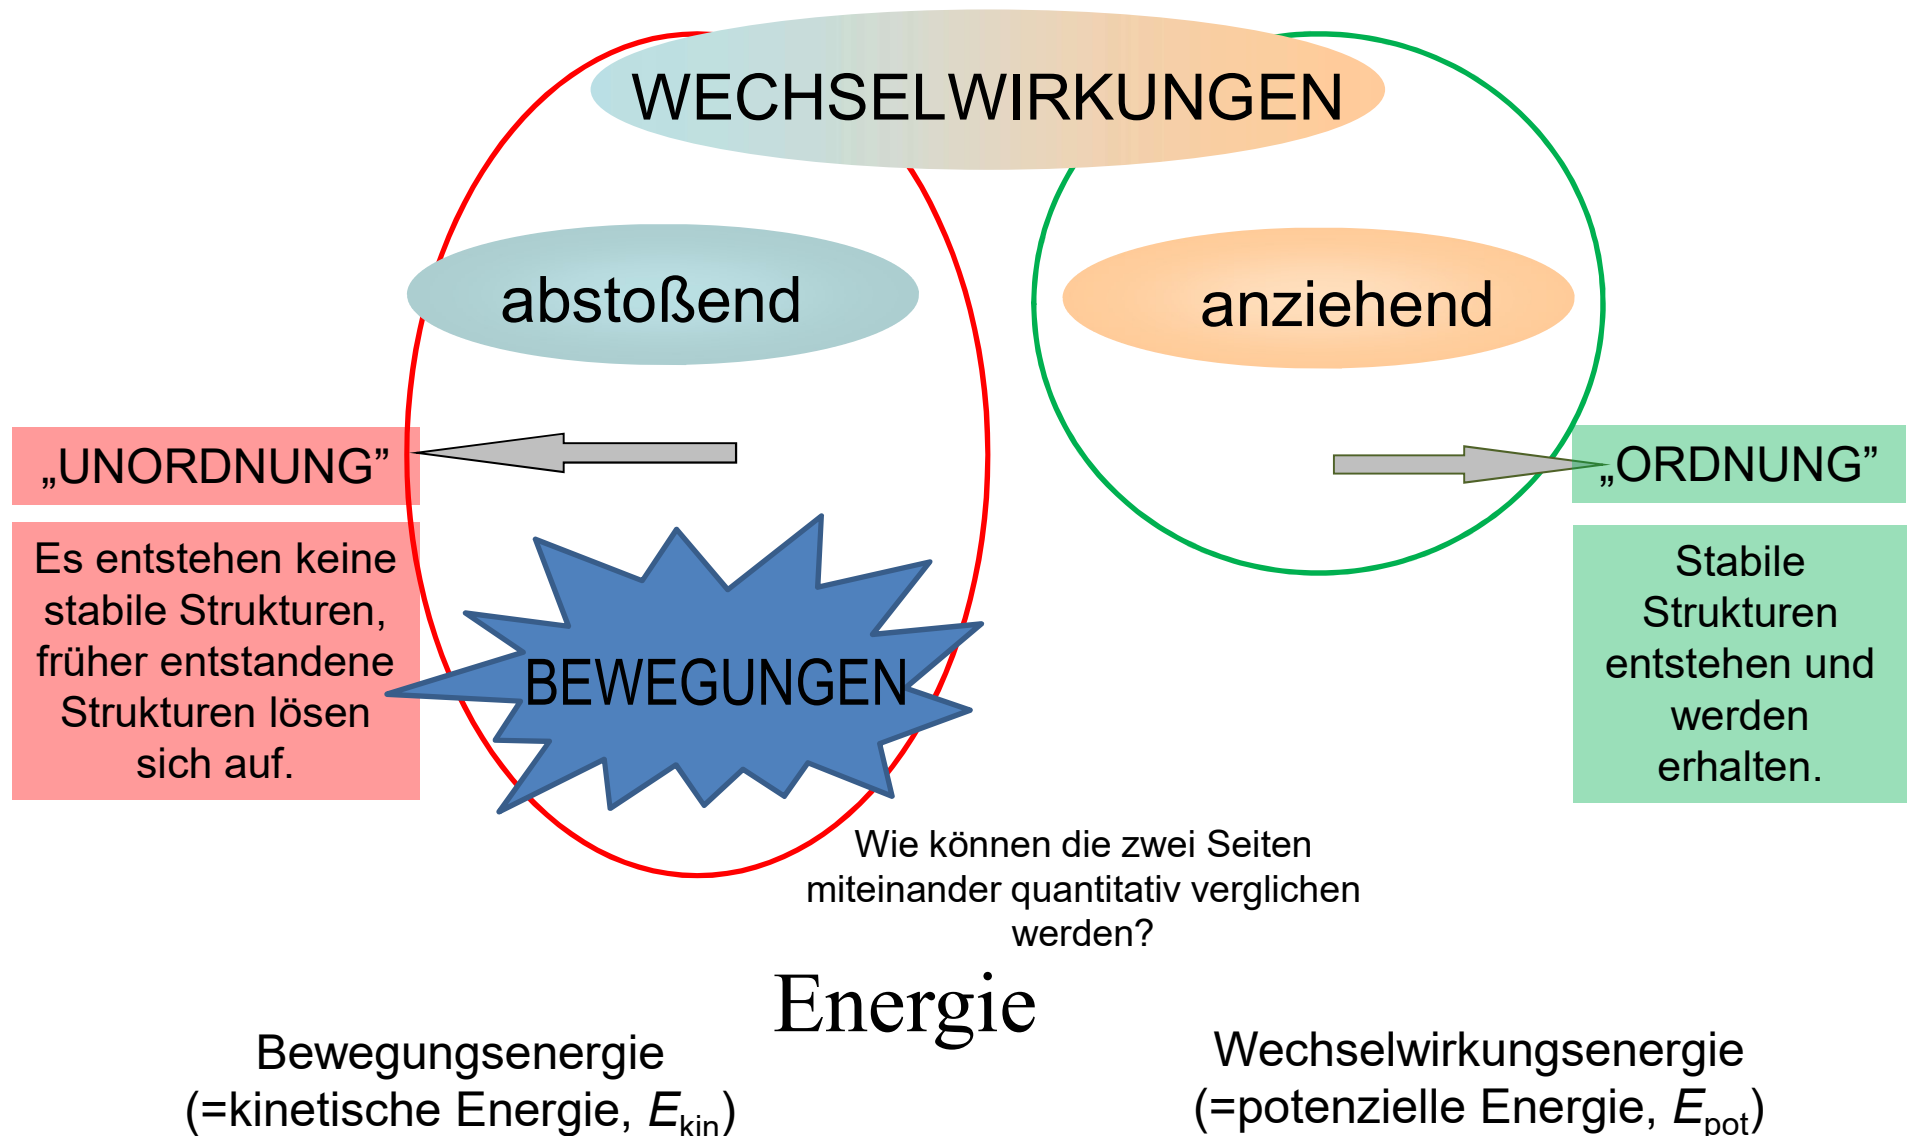 WECHSELWIRKUNGEN
abstoßend
anziehend
„UNORDNUNG”
„ORDNUNG”
Es entstehen keine
stabile Strukturen,
früher entstandene
Strukturen lösen
sich auf.
BEWEGUNGEN
Stabile
Strukturen
entstehen und
werden
erhalten.
Wie können die zwei Seiten
miteinander quantitativ verglichen
werden?
Energie
Bewegungsenergie
(=kinetische Energie, Ekin)
Wechselwirkungsenergie
(=potenzielle Energie, Epot)